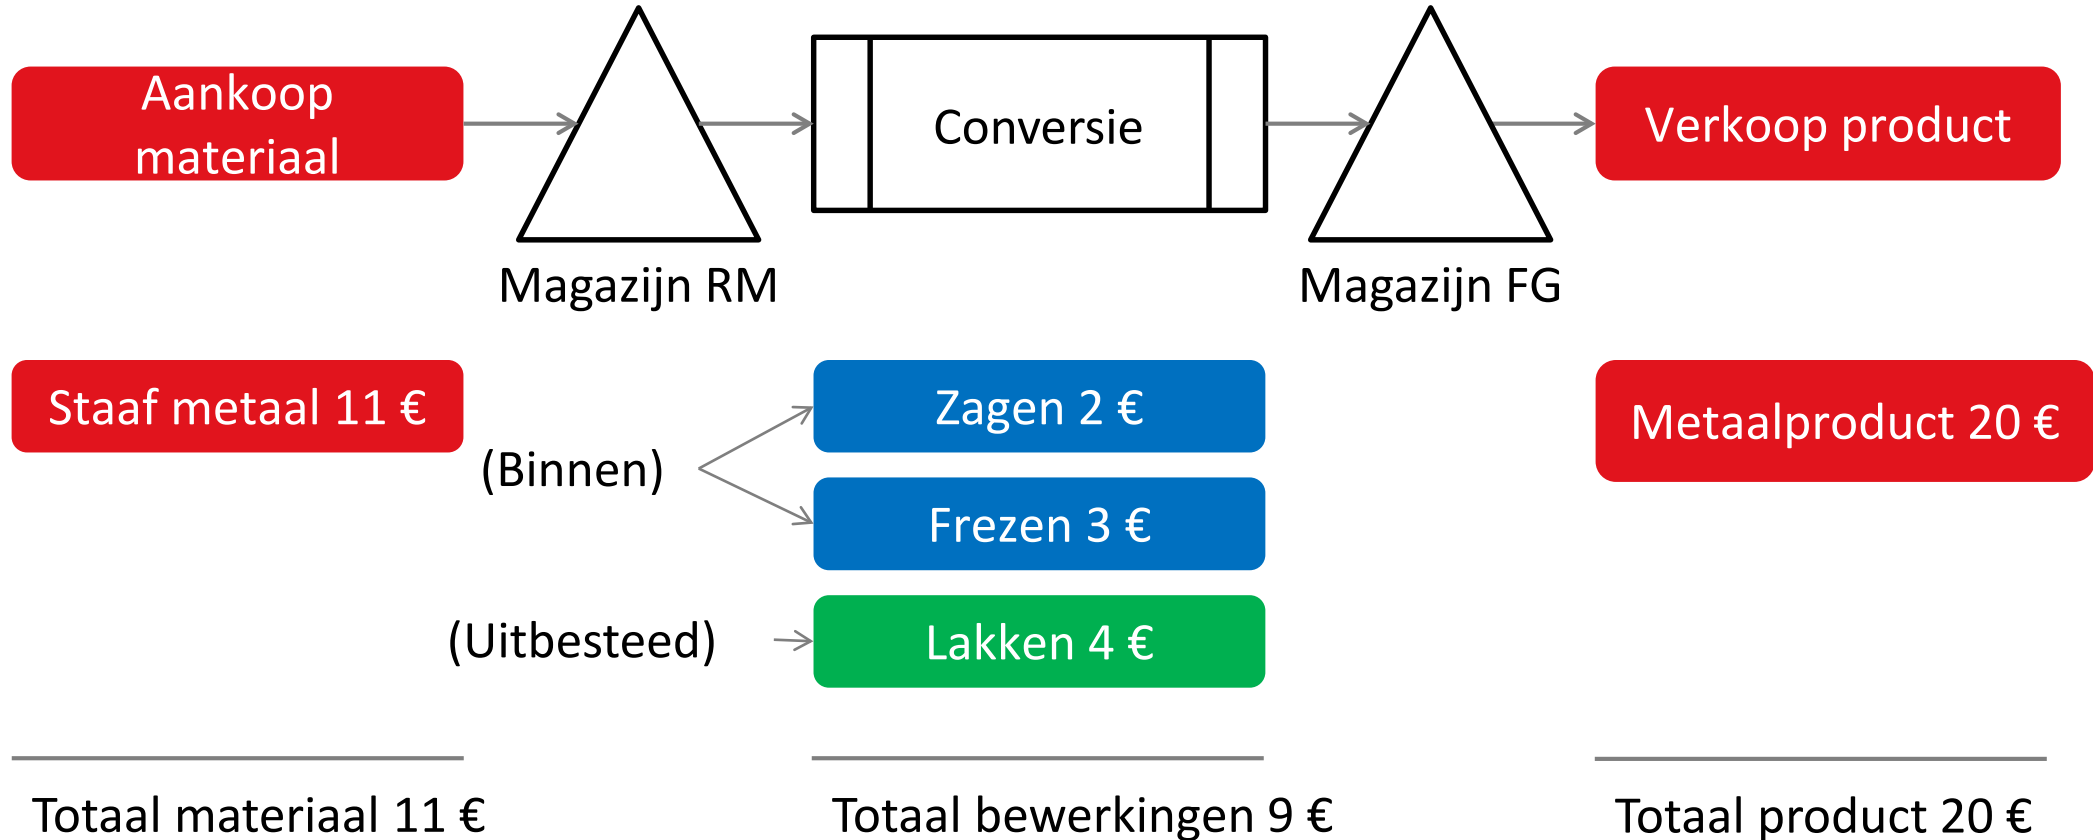 Aankoop
materiaal
Conversie
Verkoop product
Magazijn RM
Magazijn FG
Staaf metaal 11 €
Zagen 2 €
Metaalproduct 20 €
(Binnen)
Frezen 3 €
(Uitbesteed)
Lakken 4 €
Totaal materiaal 11 €
Totaal bewerkingen 9 €
Totaal product 20 €